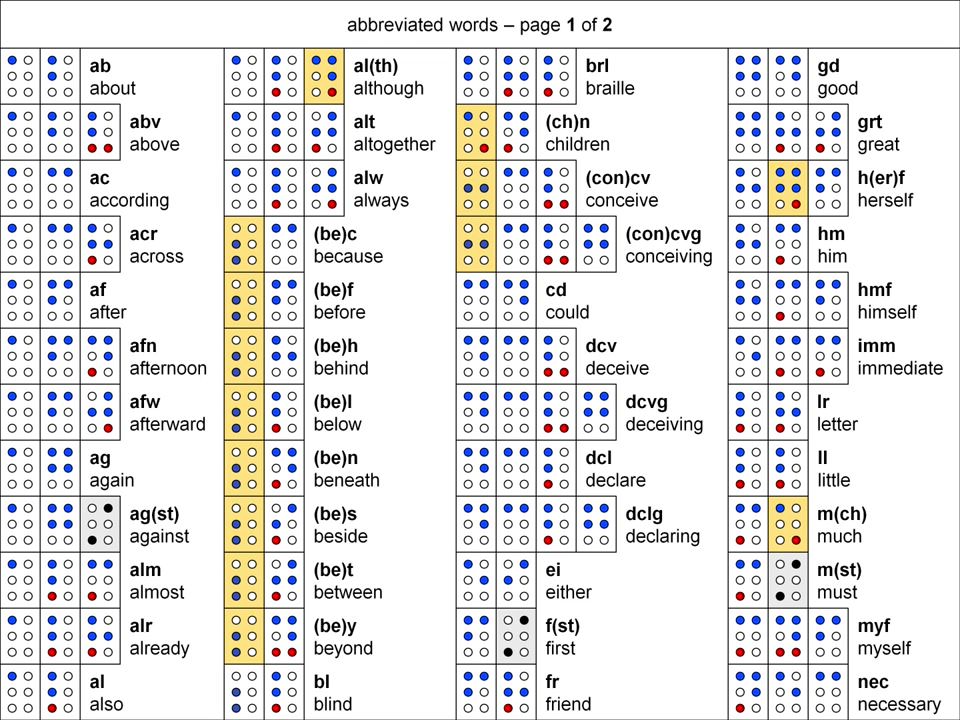 abbreviated words – page 1 of 2
ab
about
abv
above
ac
according
acr
across
af
after
afn
afternoon
afw
afterward
ag
again
ag(st)
against
alm
almost
alr
already
al
also
al(th)
although
alt
altogether
alw
always
(be)c
because
(be)f
before
(be)h
behind
(be)l
below
(be)n
beneath
(be)s
beside
(be)t
between
(be)y
beyond
bl
blind
brl
braille
(ch)n
children
(con)cv
conceive
(con)cvg
conceiving
cd
could
dcv
deceive
dcvg
deceiving
dcl
declare
dclg
declaring
ei
either
f(st)
first
fr
friend
gd
good
grt
great
h(er)f
herself
hm
him
hmf
himself
imm
immediate
lr
letter
ll
little
m(ch)
much
m(st)
must
myf
myself
nec
necessary